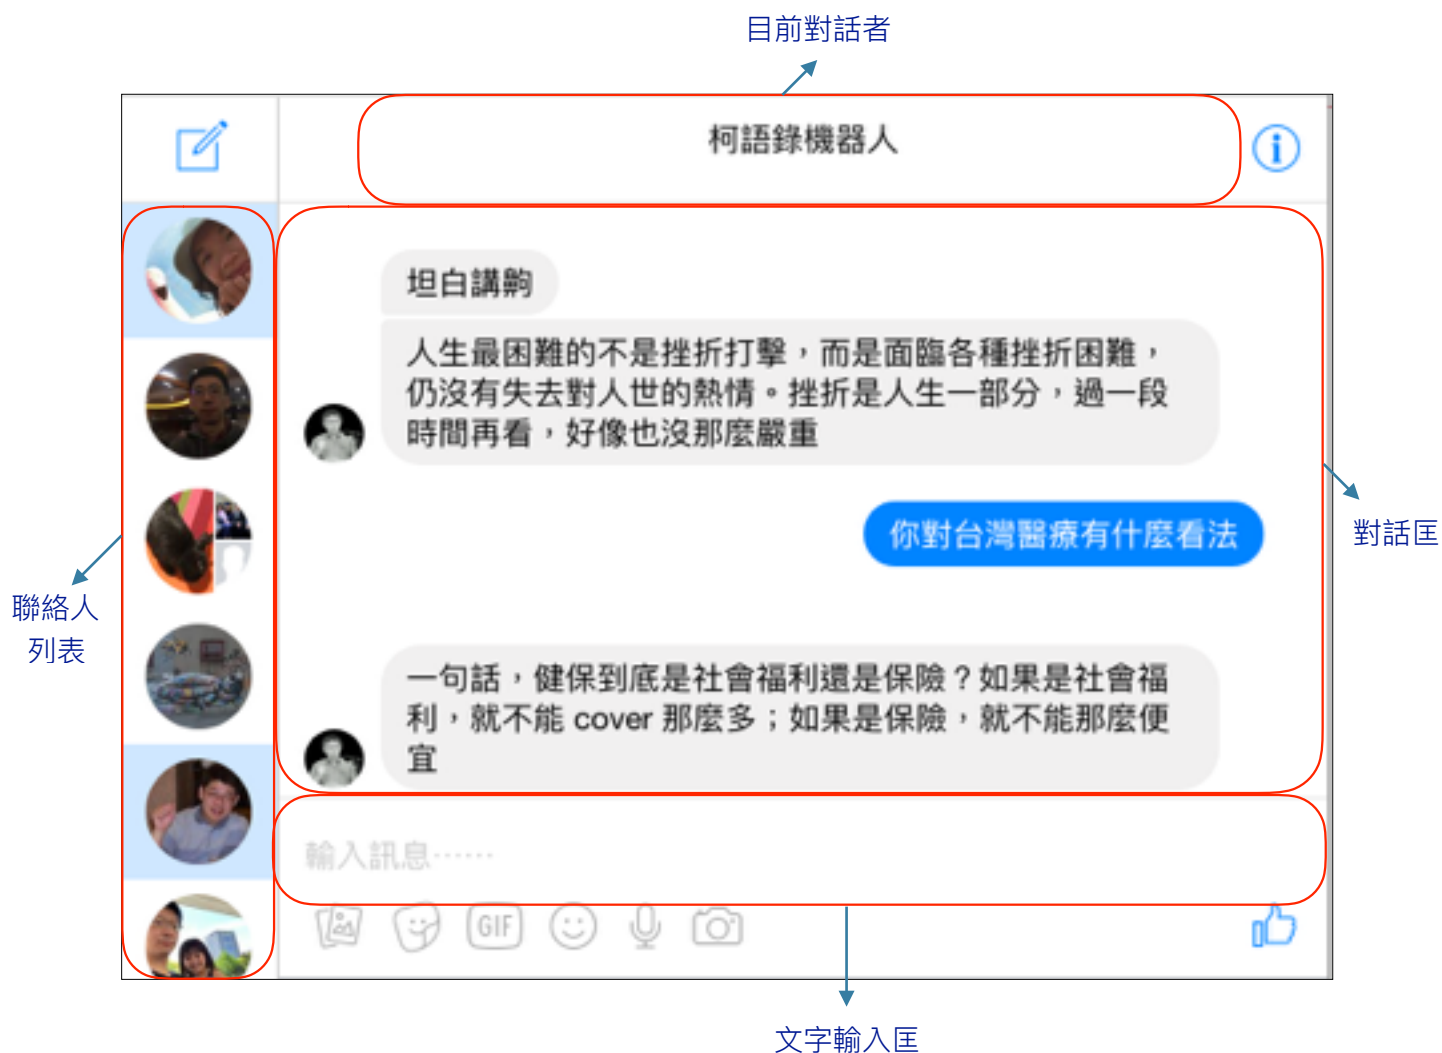 目前對話者
柯語錄機器人
坦白講齁
人生最困難的不是挫折打擊，而是面臨各種挫折困難，
仍沒有失去對人世的熱情。挫折是人生一部分，過一段
時間再看，好像也沒那麼嚴重
你對台灣醫療有什麼看法
對話匡
聯絡人
列表
一句話，健保到底是社會福利還是保險？如果是社會福
利，就不能 cover 那麼多；如果是保險，就不能那麼便
宜
輸入訊息……
GIF
文字輸入匡